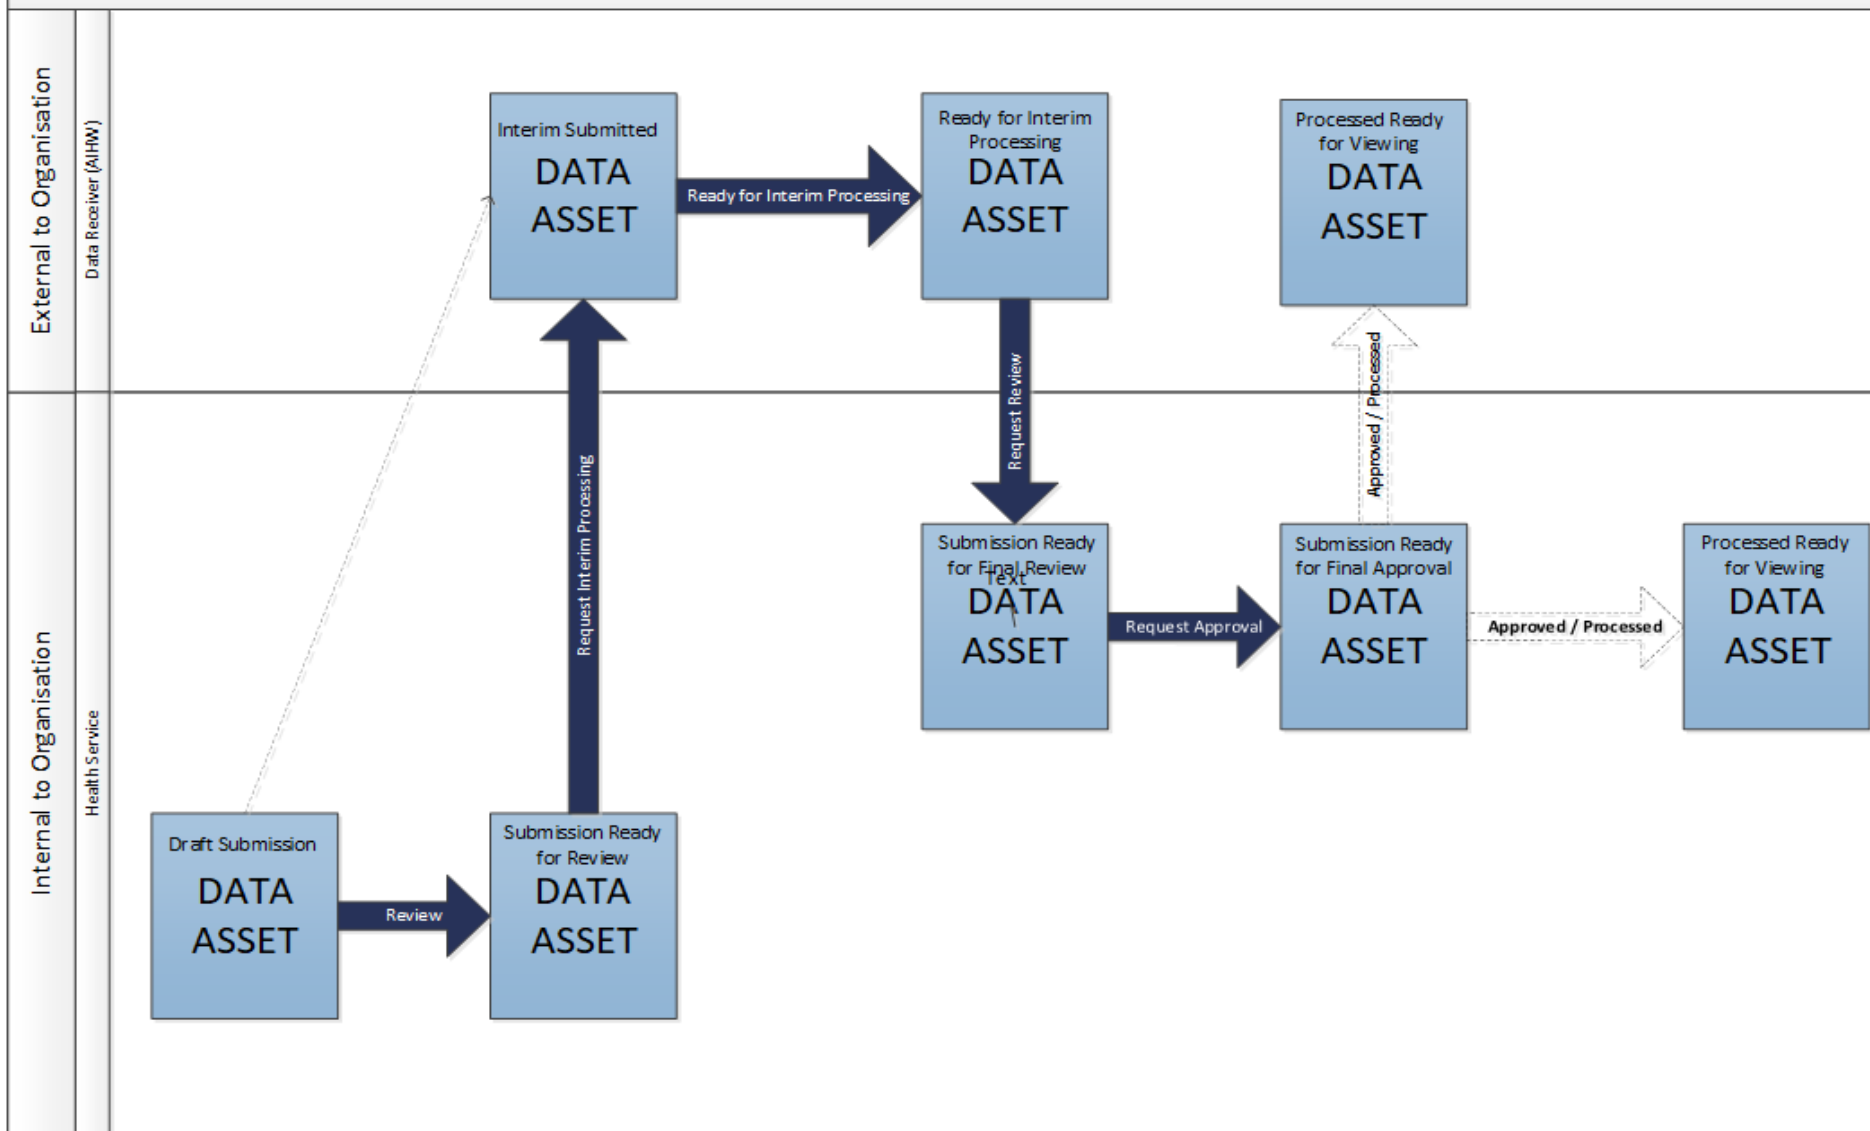 External to Organisation
Data Receiver (AIHW)
Interim Submitted
DATA
ASSET
Ready for Interim Processing
Ready for Interim
Processing
DATA
ASSET
Processed Ready
for Viewing
DATA
ASSET
Request Interim Processing
Request Review
Approved / Processed
Internal to Organisation
Health Service
Submission Ready
for Final Review
Text
DATA
ASSET
Request Approval
Submission Ready
for Final Approval
DATA
ASSET
Approved / Processed
Processed Ready
for Viewing
DATA
ASSET
Draft Submission
DATA
ASSET
Review
Submission Ready
for Review
DATA
ASSET